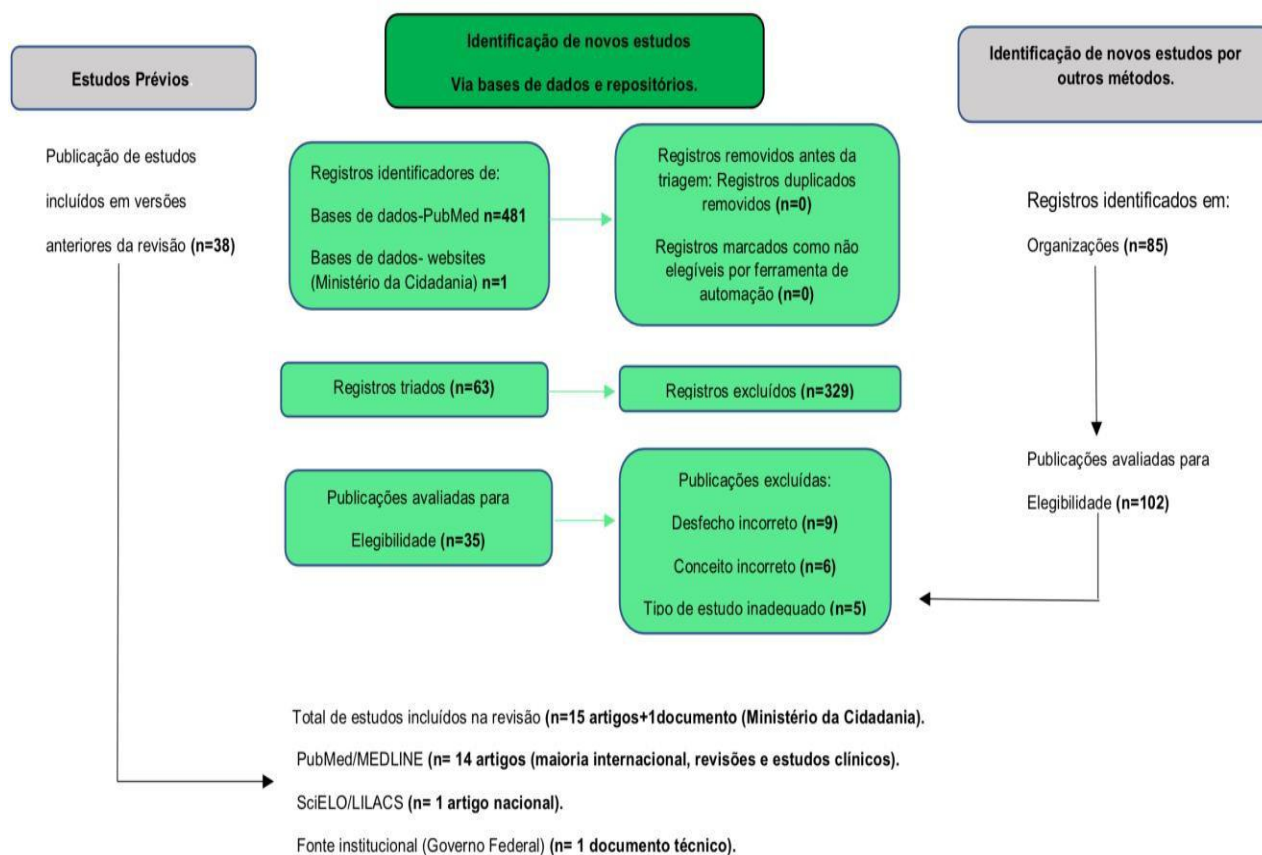 Estudos Prévios
Publicação de estudos
incluídos em versões
anteriores da revisão (n=38)
Identificação de novos estudos
Via bases de dados e repositórios.
Registros identificadores de:
Bases de dados-PubMed n=481
Bases de dados- websites
(Ministério da Cidadania) n=1
Registros removidos antes da
triagem: Registros duplicados
removidos (n=0)
Registros marcados como não
elegíveis por ferramenta de
automação (n=0)
Registros triados (n=63)
Registros excluídos (n=329)
Publicações avaliadas para
Elegibilidade (n=35)
Publicações excluídas:
Desfecho incorreto (n=9)
Conceito incorreto (n=6)
Tipo de estudo inadequado (n=5)
Identificação de novos estudos por
outros métodos.
Registros identificados em:
Organizações (n=85)
Publicações avaliadas para
Elegibilidade (n=102)
Total de estudos incluídos na revisão (n=15 artigos+1documento (Ministério da Cidadania).
PubMed/MEDLINE (n= 14 artigos (maioria internacional, revisões e estudos clínicos).
SciELO/LILACS (n= 1 artigo nacional).
Fonte institucional (Governo Federal) (n= 1 documento técnico).